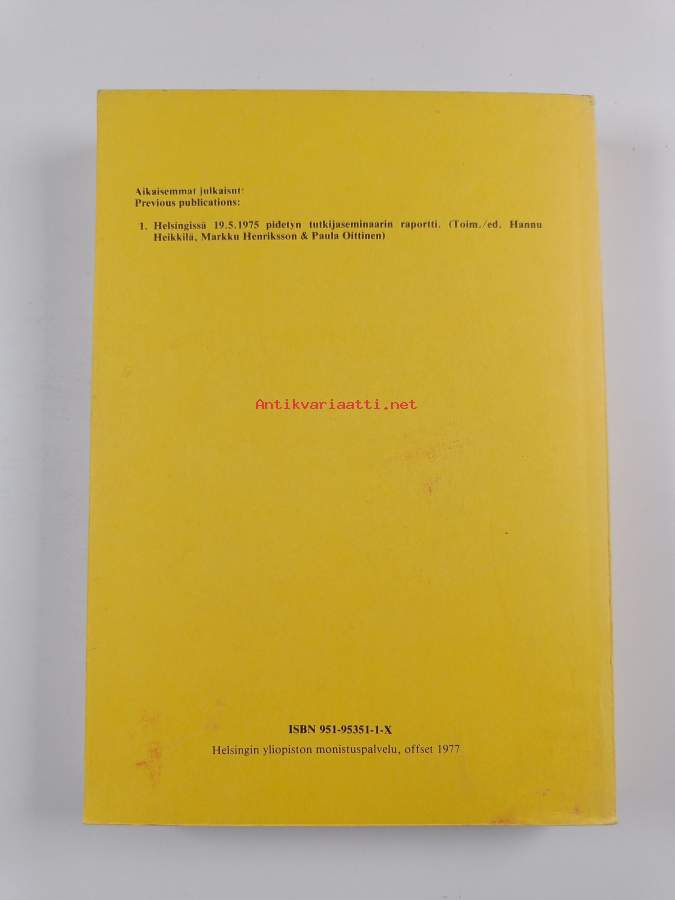 Aikaisemmat julkaisut:
Previous publications:
1. Helsingissä 19.5.1975 pidetyn tutkijaseminaarin raportti. (Toim./ed. Hannu
Heikkilä, Markku Henriksson & Paula Oittinen)
Antikvariaatti.net
ISBN 951-95351-1-X
Helsingin yliopiston monistuspalvelu, offset 1977